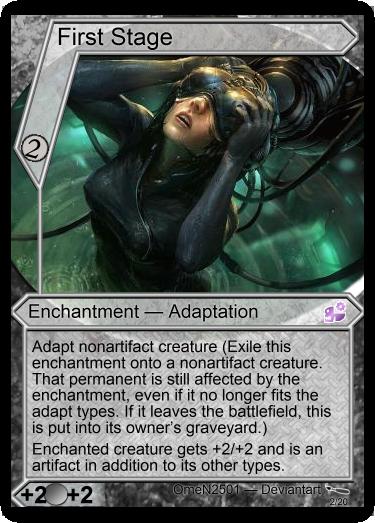 First Stage
2
Enchantment — Adaptation
Adapt nonartifact creature (Exile this
enchantment onto a nonartifact creature.
That permanent is still affected by the
enchantment, even if it no longer fits the
adapt types. If it leaves the battlefield, this
is put into its owner's graveyard.)
Enchanted creature gets +2/+2 and is an
artifact in addition to its other types.
+2 +2
OmeN2501 — Deviantart
2/20